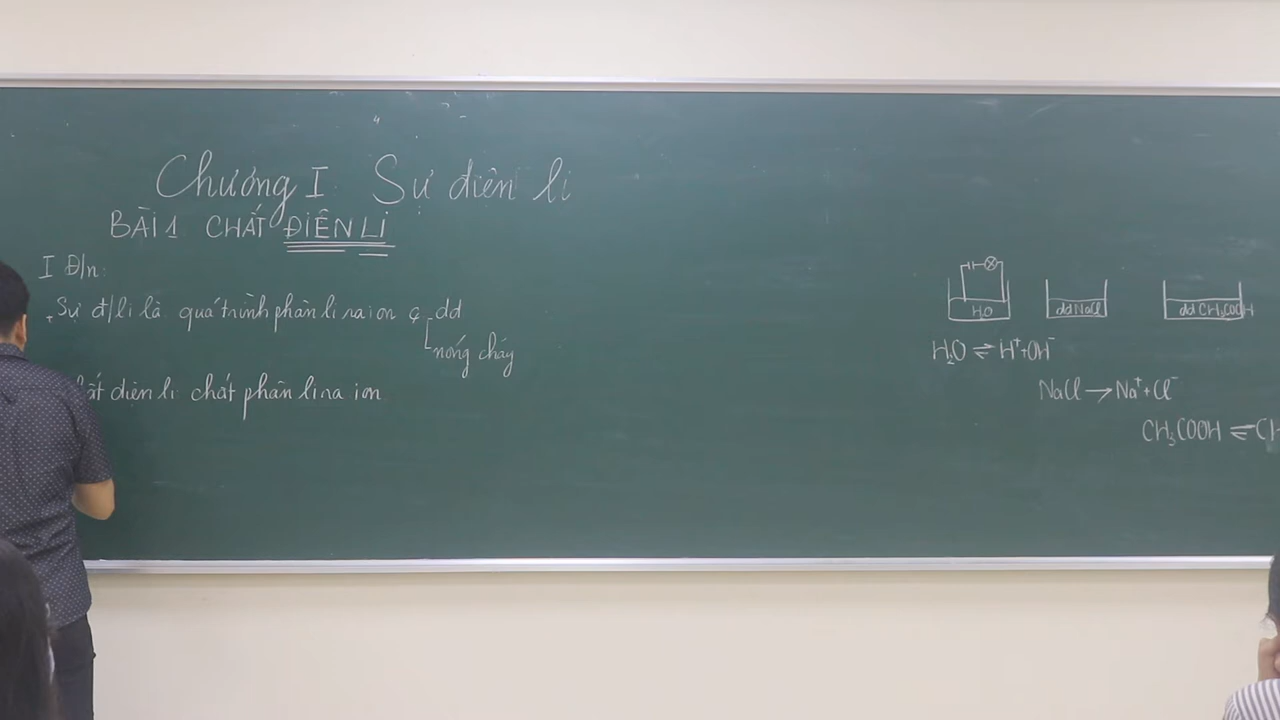 Chương I. Sự điện li
BÀI 1 CHẤT ĐIỆN LI
I Đ/n:
+ Sự đ/li là quá trình phân li ra ion dd
nóng chảy
ất điện li chất phân li ra ion
H₂O
dd NaCl
dd CH₃COOH
H₂O ⇌ H⁺+OH⁻
NaCl → Na⁺+Cl⁻
CH₃COOH ⇌